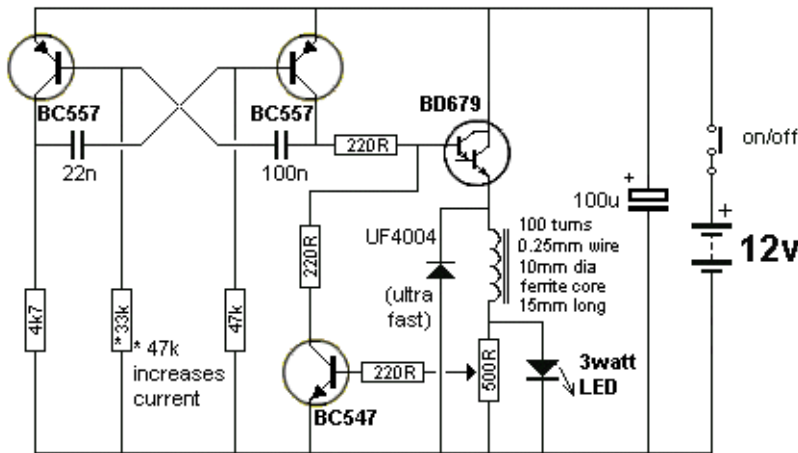 BC557
BC557
22n
100n
220R
BD679
on/off
100u
+
+
12v
UF4004
(ultra
fast)
100 turns
0.25mm wire
10mm dia
ferrite core
15mm long
220R
4k7
* 33k
47k
* 47k
increases
current
BC547
220R
500R
3watt
LED